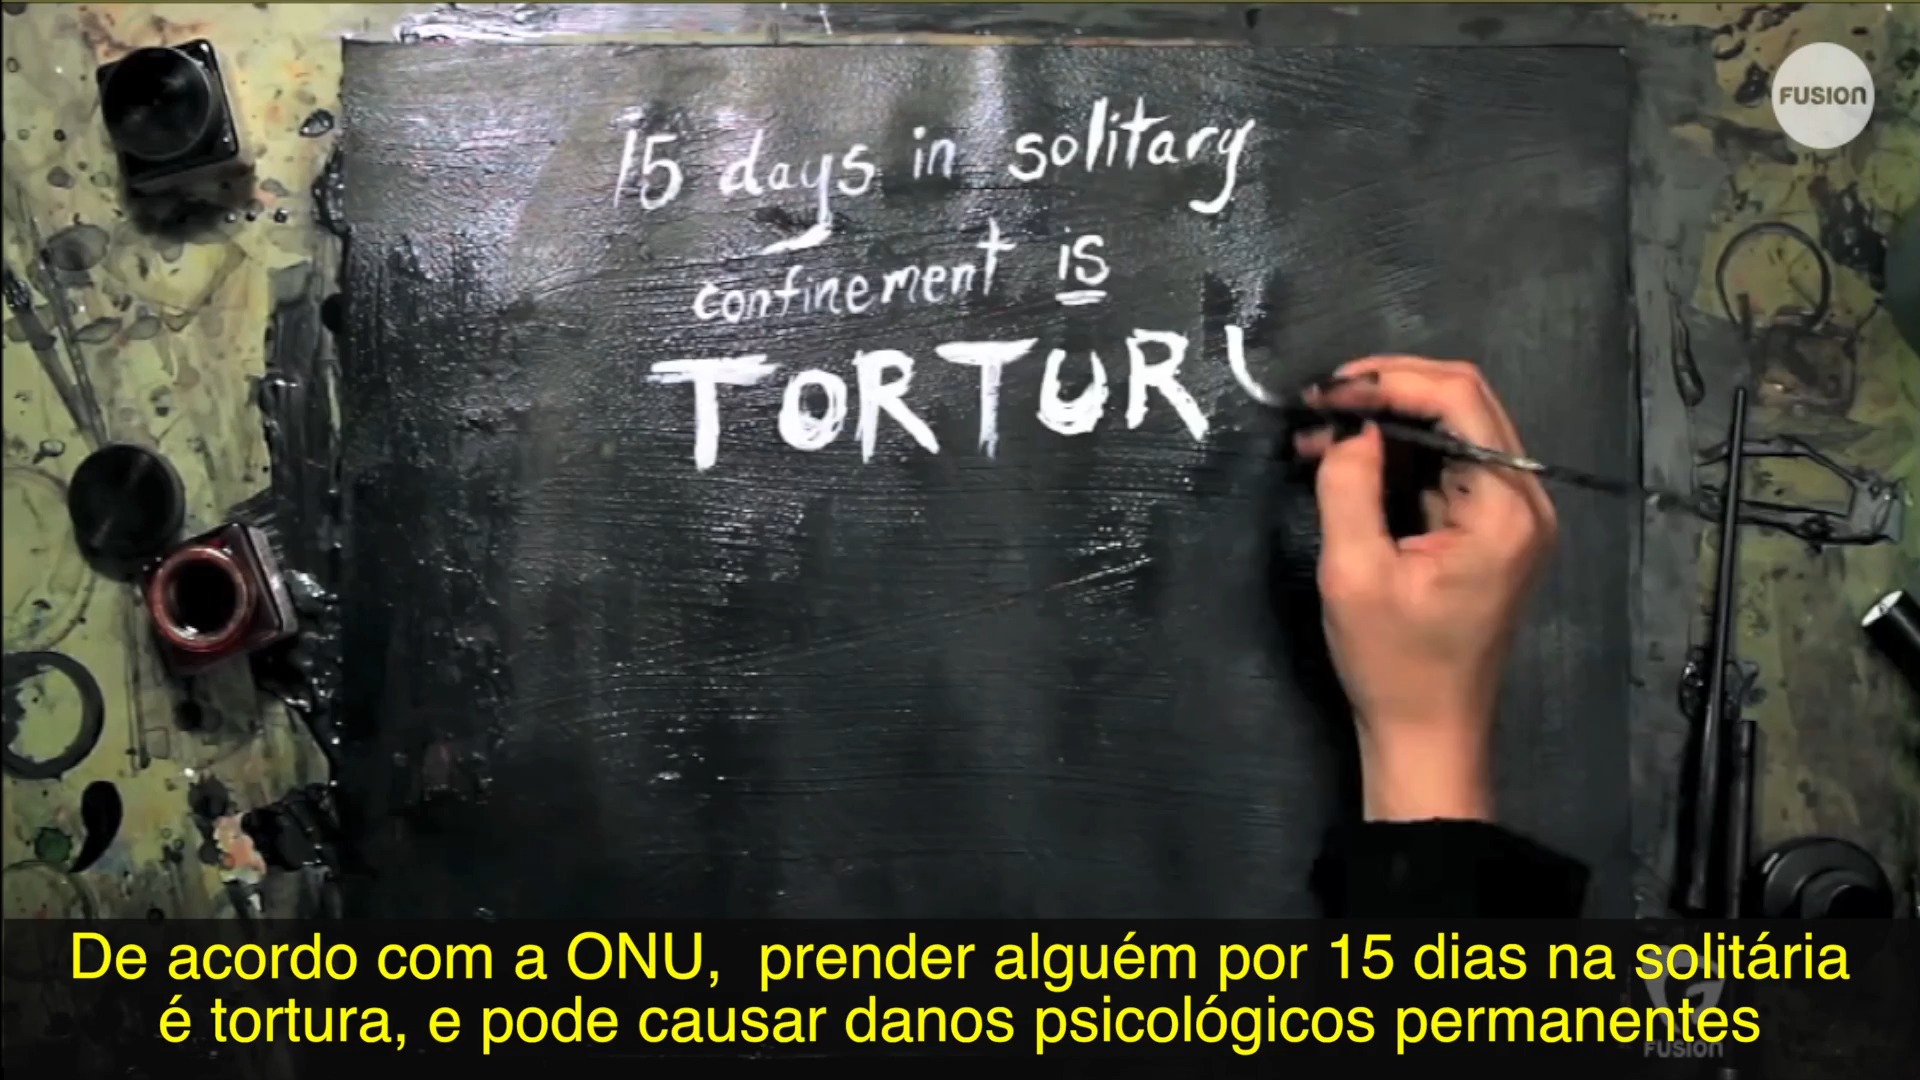 FUSION
15 days in solitary
confinement is
TORTUR
De acordo com a ONU, prender alguém por 15 dias na solitária
é tortura, e pode causar danos psicológicos permanentes
FUSION